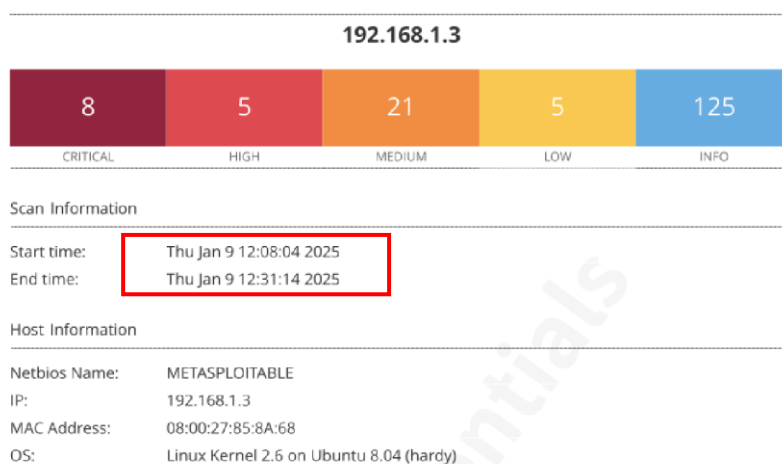 192.168.1.3
8 5 21 5 125
CRITICAL HIGH MEDIUM LOW INFO
Scan Information
Start time: Thu Jan 9 12:08:04 2025
End time: Thu Jan 9 12:31:14 2025
Host Information
Netbios Name: METASPLOITABLE
IP: 192.168.1.3
MAC Address: 08:00:27:85:8A:68
OS: Linux Kernel 2.6 on Ubuntu 8.04 (hardy)
entials